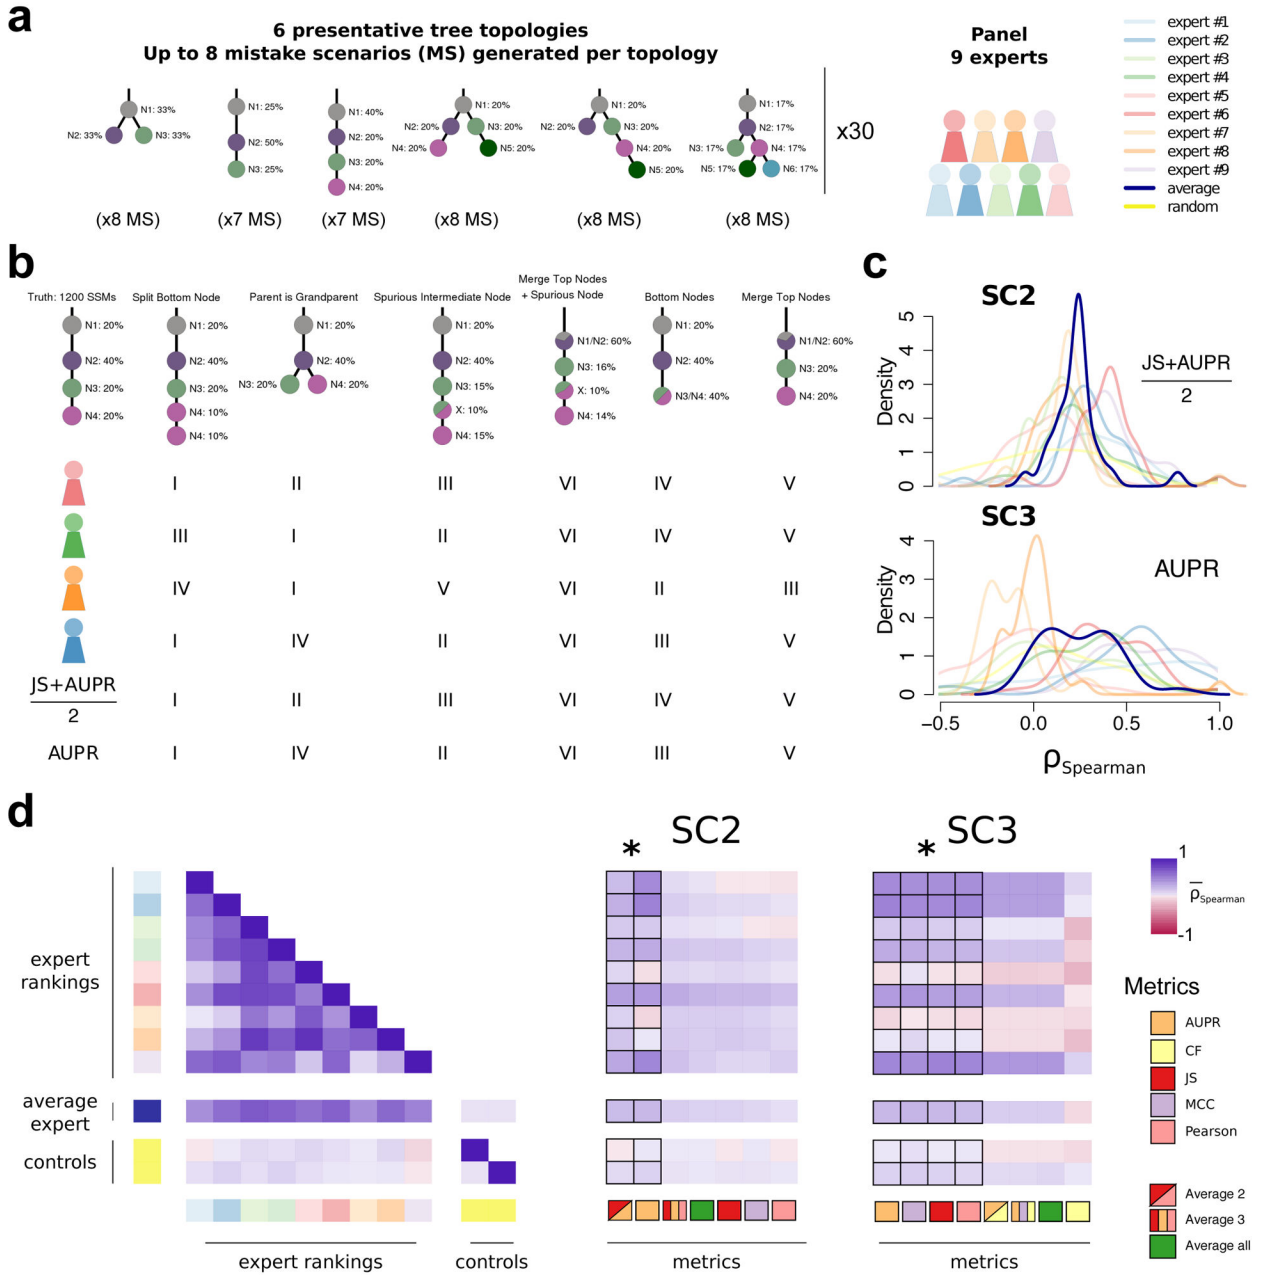 a
6 presentative tree topologies
Up to 8 mistake scenarios (MS) generated per topology
N1: 33%
N2: 33%
N3: 33%
(x8 MS)
N1: 25%
N2: 50%
N3: 25%
(x7 MS)
N1: 40%
N2: 20%
N3: 20%
N4: 20%
(x7 MS)
N1: 20%
N2: 20%
N3: 20%
N4: 20%
N5: 20%
(x8 MS)
N1: 20%
N2: 20%
N3: 20%
N4: 20%
N5: 20%
(x8 MS)
N1: 17%
N2: 17%
N3: 17%
N4: 17%
N5: 17%
N6: 17%
(x8 MS)
x30
Panel
9 experts
expert #1
expert #2
expert #3
expert #4
expert #5
expert #6
expert #7
expert #8
expert #9
average
random
b
Truth: 1200 SSMs
N1: 20%
N2: 40%
N3: 20%
N4: 20%
Split Bottom Node
N1: 20%
N2: 40%
N3: 20%
N4: 10%
N4: 10%
Parent is Grandparent
N1: 20%
N2: 40%
N3: 20%
N4: 20%
Spurious Intermediate Node
N1: 20%
N2: 40%
N3: 15%
X: 10%
N4: 15%
Merge Top Nodes
+ Spurious Node
N1/N2: 60%
N3: 16%
X: 10%
N4: 14%
Bottom Nodes
N1: 20%
N2: 40%
N3/N4: 40%
Merge Top Nodes
N1/N2: 60%
N3: 20%
N4: 20%
I II III VI IV V
III I II VI IV V
IV I V VI II III
I IV II VI III V
JS+AUPR
2
I II III VI IV V
AUPR I IV II VI III V
c
SC2
JS+AUPR
2
Density
5
4
3
2
1
0
SC3
AUPR
Density
4
3
2
1
0
−0.5 0.0 0.5 1.0
ρSpearman
d
SC2
*
SC3
*
expert
rankings
average
expert
controls
expert rankings
controls
metrics
metrics
1
ρSpearman
-1
Metrics
AUPR
CF
JS
MCC
Pearson
Average 2
Average 3
Average all